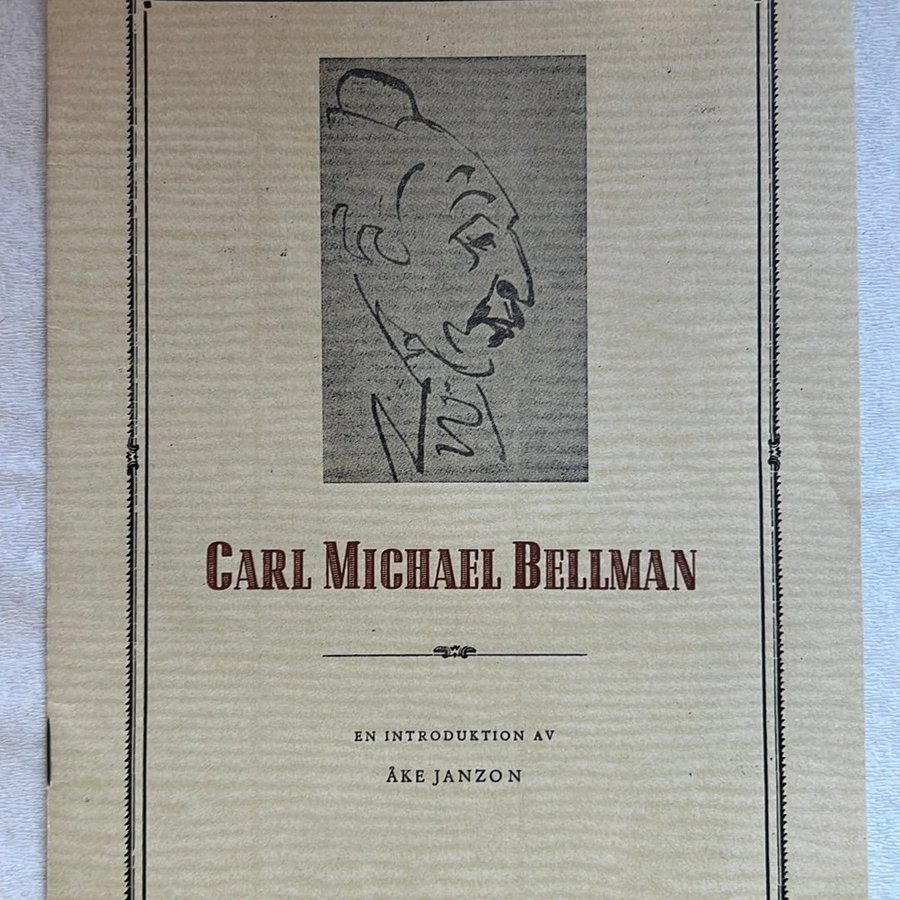 CARL MICHAEL BELLMAN
EN INTRODUKTION AV
ÅKE JANZON